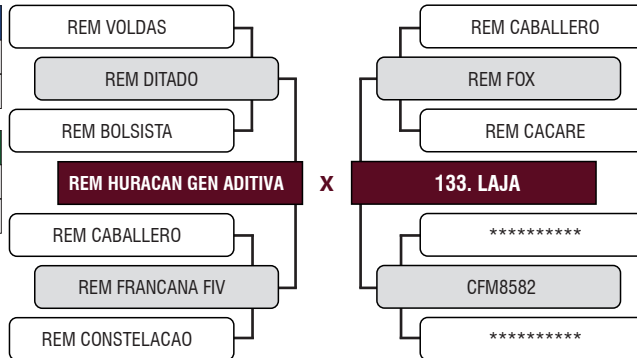 REM VOLDAS
REM CABALLERO
REM DITADO
REM FOX
REM BOLSISTA
REM CACARE
REM HURACAN GEN ADITIVA X 133. LAJA
REM CABALLERO
**********
REM FRANCANA FIV
CFM8582
REM CONSTELACAO
**********